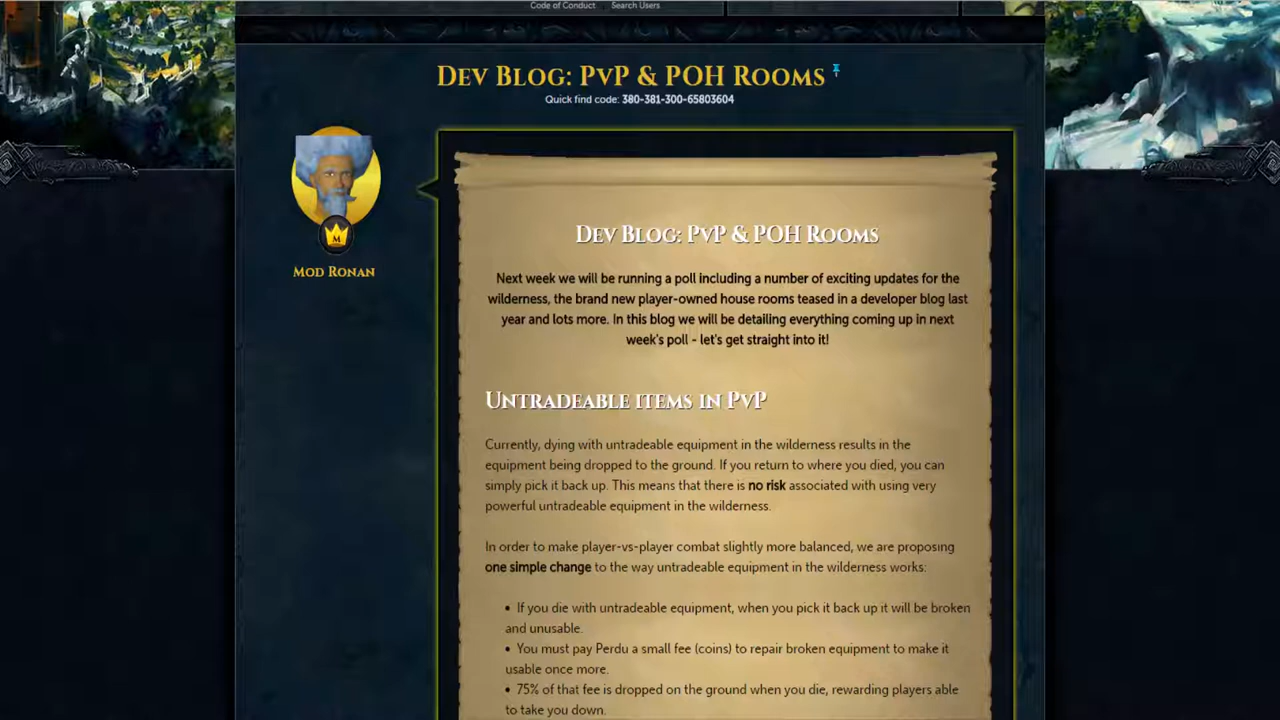 Code of Conduct Search Users
Dev Blog: PvP & POH Rooms
Quick find code: 380-381-300-65803604
M
Mod Ronan
Dev Blog: PvP & POH Rooms
Next week we will be running a poll including a number of exciting updates for the
wilderness, the brand new player-owned house rooms teased in a developer blog last
year and lots more. In this blog we will be detailing everything coming up in next
week's poll - let's get straight into it!
Untradeable items in PvP
Currently, dying with untradeable equipment in the wilderness results in the
equipment being dropped to the ground. If you return to where you died, you can
simply pick it back up. This means that there is no risk associated with using very
powerful untradeable equipment in the wilderness.
In order to make player-vs-player combat slightly more balanced, we are proposing
one simple change to the way untradeable equipment in the wilderness works:
• If you die with untradeable equipment, when you pick it back up it will be broken
and unusable.
• You must pay Perdu a small fee (coins) to repair broken equipment to make it
usable once more.
• 75% of that fee is dropped on the ground when you die, rewarding players able
to take you down.